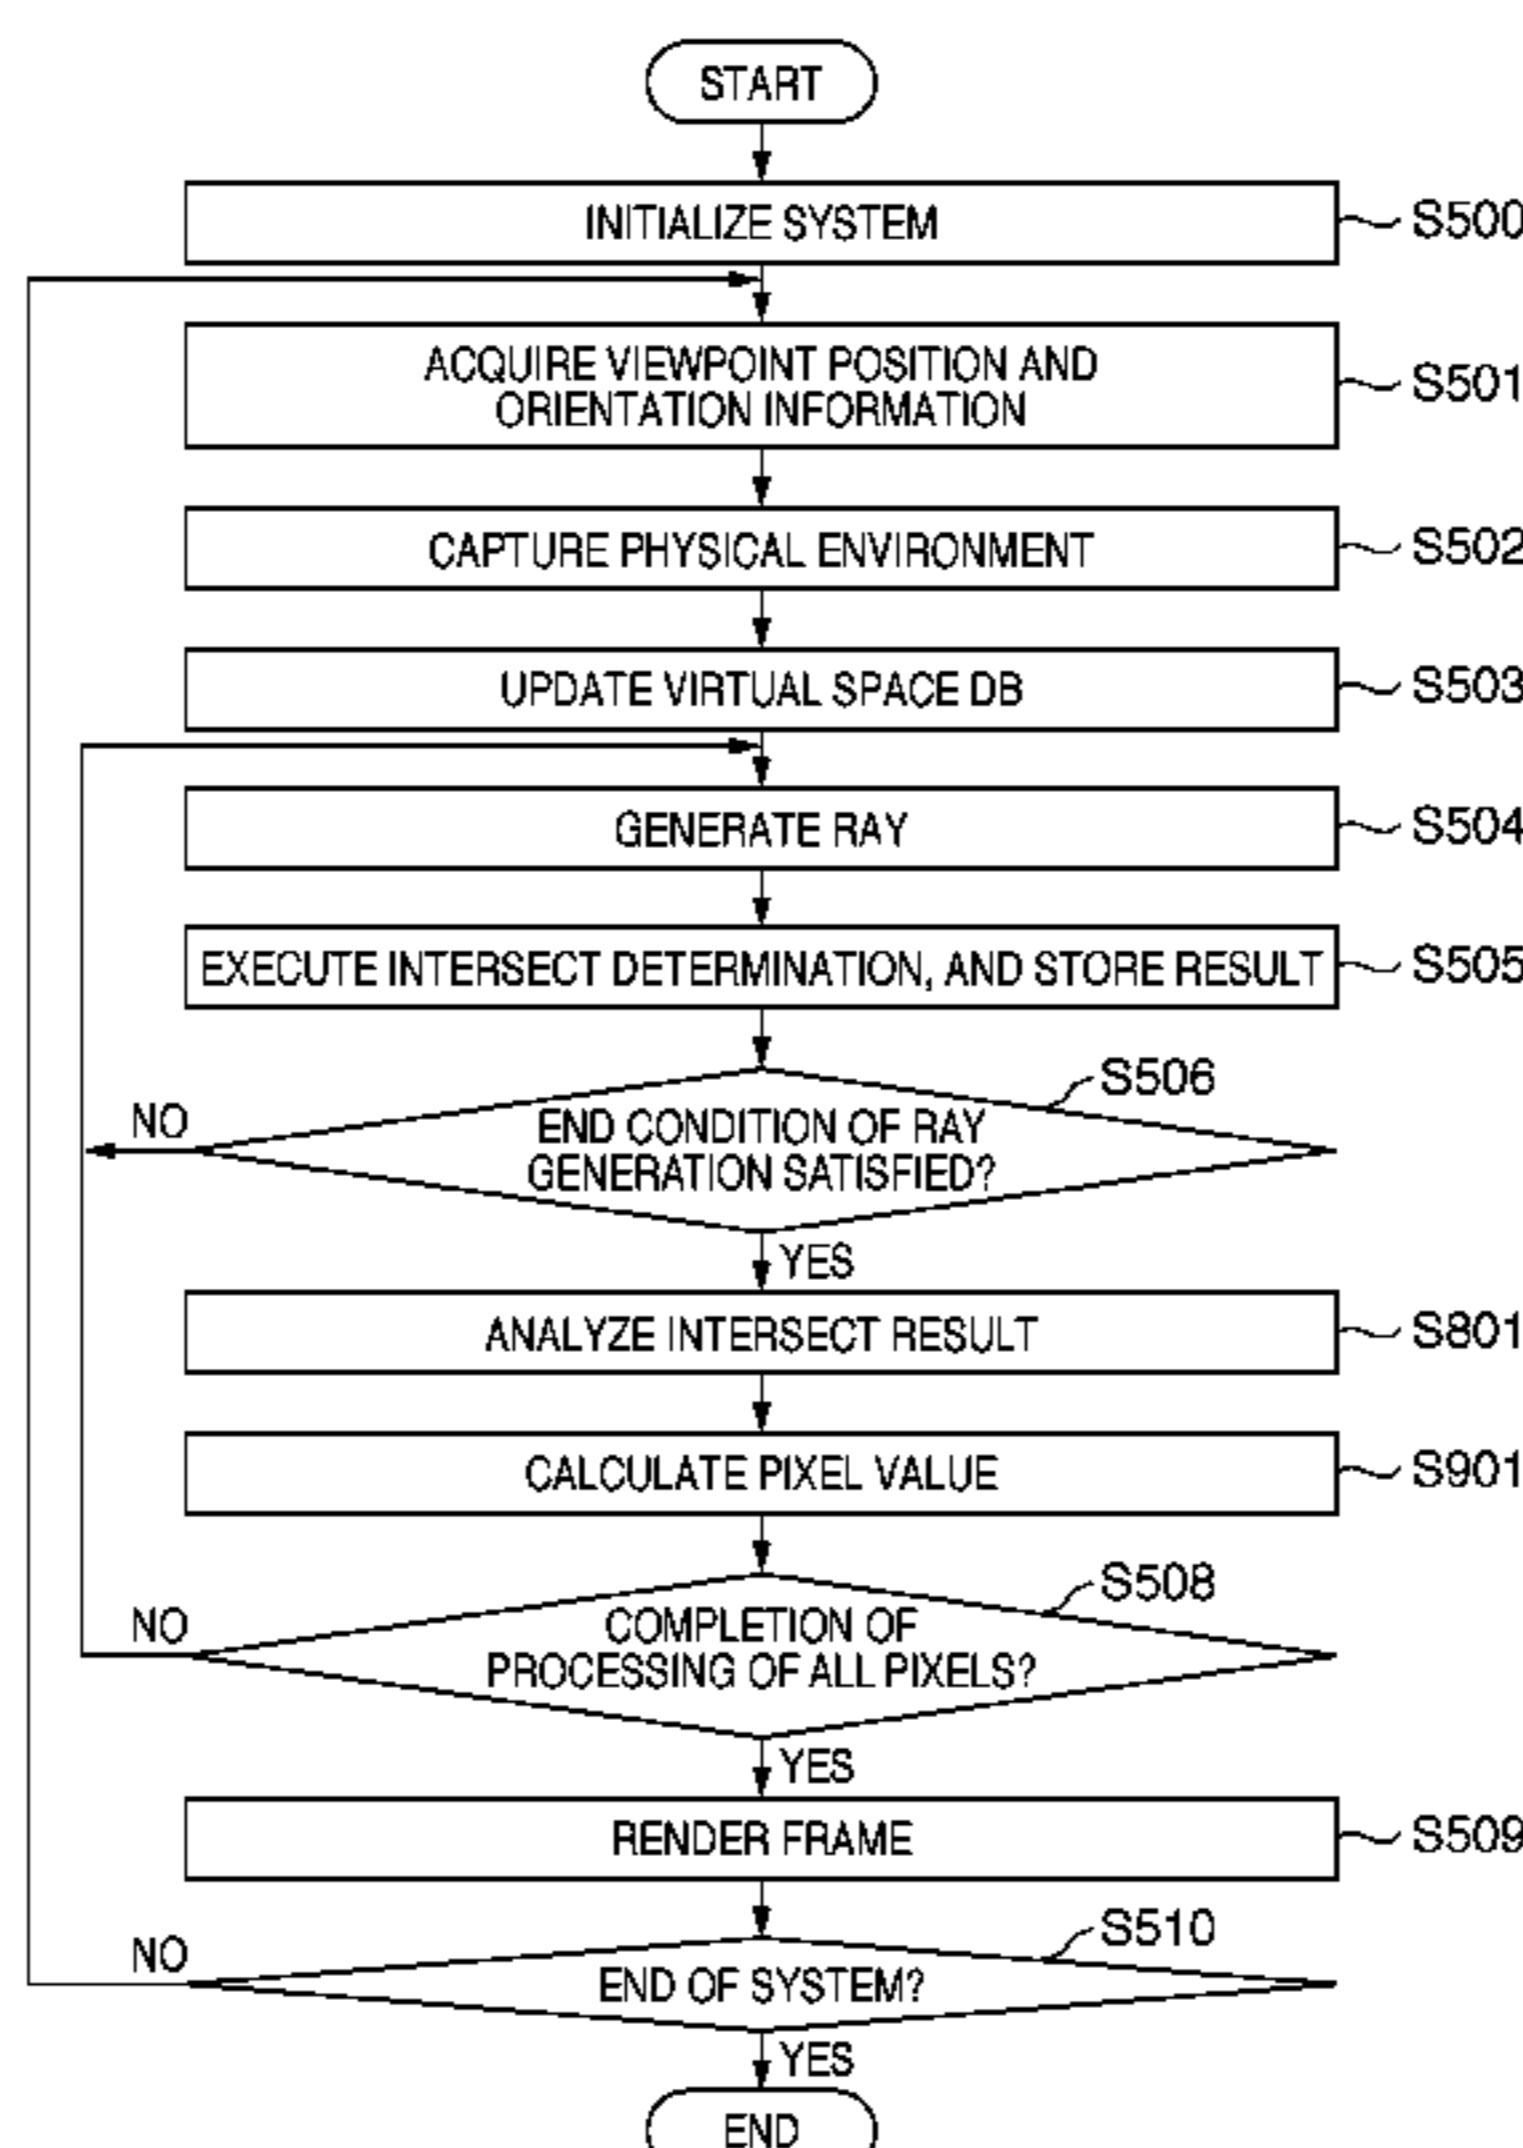 START
INITIALIZE SYSTEM
S500
ACQUIRE VIEWPOINT POSITION AND
ORIENTATION INFORMATION
S501
CAPTURE PHYSICAL ENVIRONMENT
S502
UPDATE VIRTUAL SPACE DB
S503
GENERATE RAY
S504
EXECUTE INTERSECT DETERMINATION, AND STORE RESULT
S505
S506
NO
END CONDITION OF RAY
GENERATION SATISFIED?
YES
ANALYZE INTERSECT RESULT
S801
CALCULATE PIXEL VALUE
S901
S508
NO
COMPLETION OF
PROCESSING OF ALL PIXELS?
YES
RENDER FRAME
S509
S510
NO
END OF SYSTEM?
YES
END